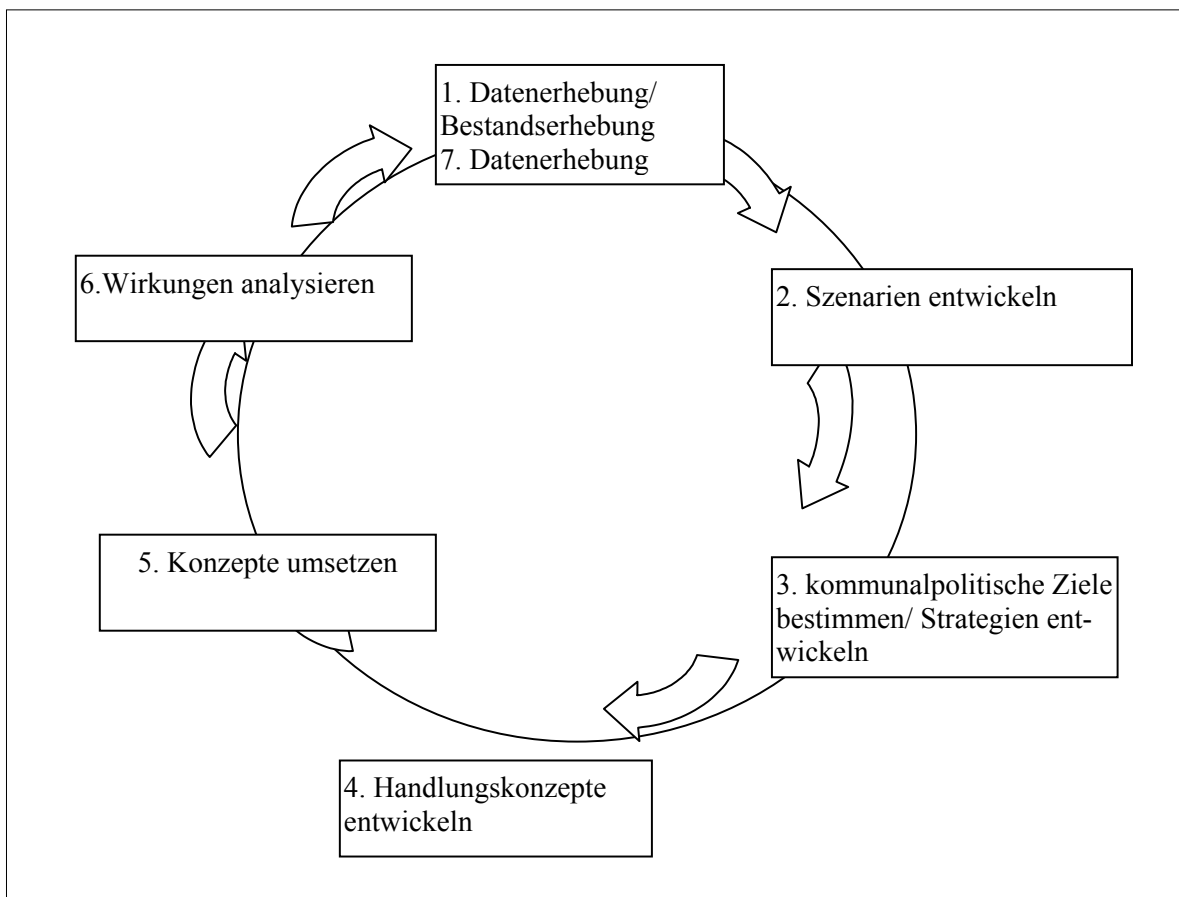 1. Datenerhebung/
Bestandserhebung
7. Datenerhebung
2. Szenarien entwickeln
3. kommunalpolitische Ziele
bestimmen/ Strategien ent-
wickeln
4. Handlungskonzepte
entwickeln
5. Konzepte umsetzen
6.Wirkungen analysieren